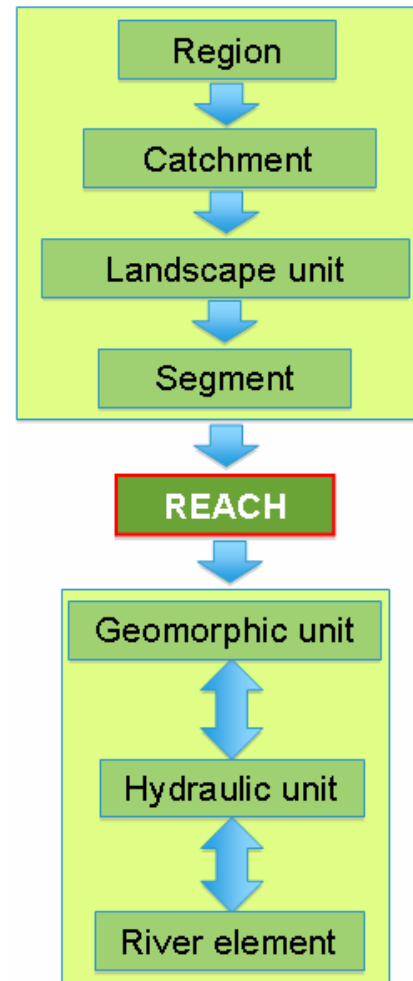 Region
Catchment
Landscape unit
Segment
REACH
Geomorphic unit
Hydraulic unit
River element